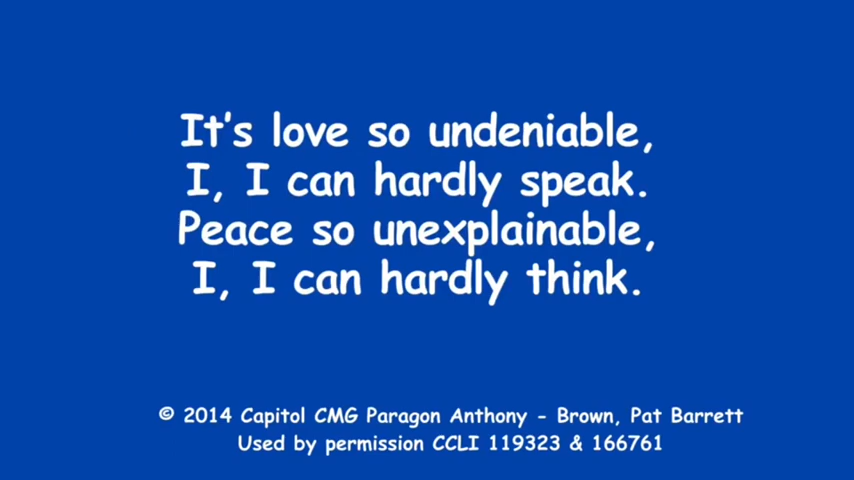 It's love so undeniable,
I, I can hardly speak.
Peace so unexplainable,
I, I can hardly think.
© 2014 Capitol CMG Paragon Anthony - Brown, Pat Barrett
Used by permission CCLI 119323 & 166761